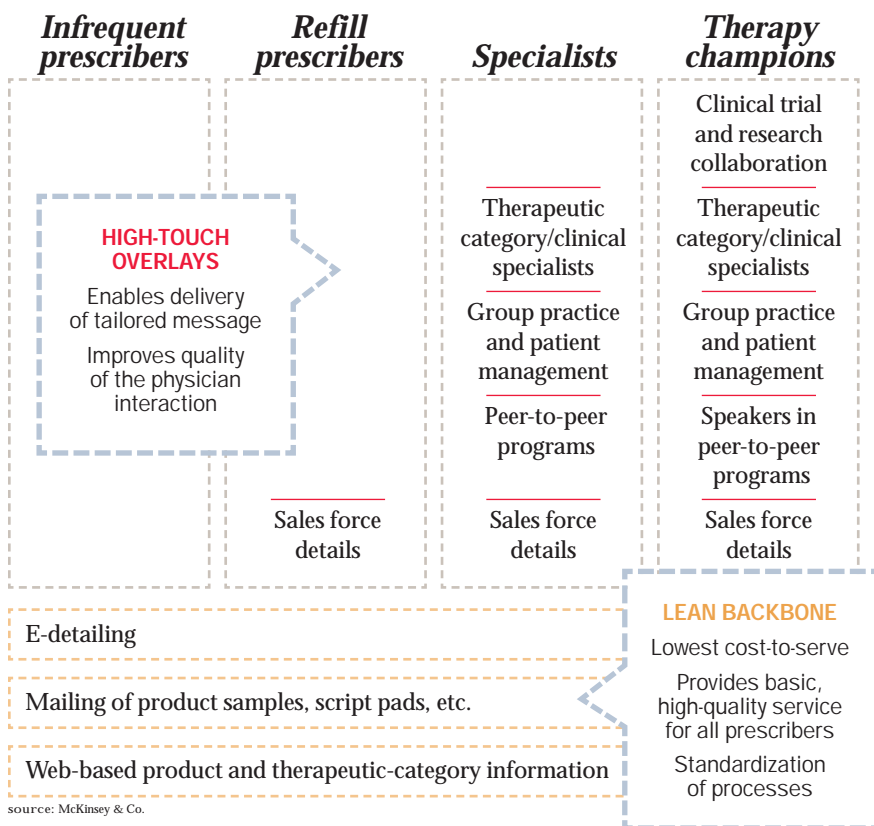 Infrequent
prescribers
Refill
prescribers
Specialists
Therapy
champions
Clinical trial
and research
collaboration
HIGH-TOUCH
OVERLAYS
Enables delivery
of tailored message
Improves quality
of the physician
interaction
Therapeutic
category/clinical
specialists
Therapeutic
category/clinical
specialists
Group practice
and patient
management
Group practice
and patient
management
Peer-to-peer
programs
Speakers in
peer-to-peer
programs
Sales force
details
Sales force
details
Sales force
details
E-detailing
Mailing of product samples, script pads, etc.
Web-based product and therapeutic-category information
LEAN BACKBONE
Lowest cost-to-serve
Provides basic,
high-quality service
for all prescribers
Standardization
of processes
source: McKinsey & Co.